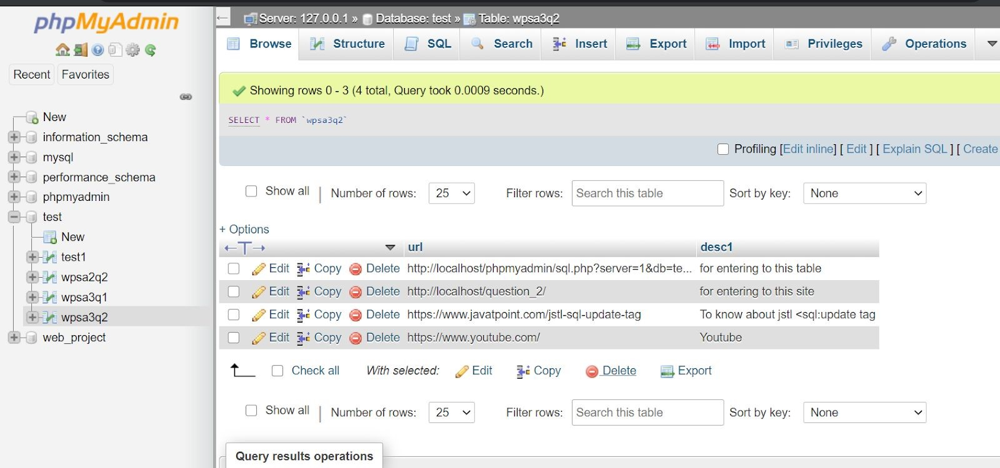 phpMyAdmin
Recent Favorites
New
information_schema
mysql
performance_schema
phpmyadmin
test
New
test1
wpsa2q2
wpsa3q1
wpsa3q2
web_project
Server: 127.0.0.1 » Database: test » Table: wpsa3q2
Browse Structure SQL Search Insert Export Import Privileges Operations
Showing rows 0 - 3 (4 total, Query took 0.0009 seconds.)
SELECT * FROM `wpsa3q2`
Profiling [Edit inline] [ Edit ] [ Explain SQL ] [ Create
Show all | Number of rows: 25 Filter rows: Search this table Sort by key: None
+ Options
←T→ url desc1
Edit Copy Delete http://localhost/phpmyadmin/sql.php?server=1&db=te... for entering to this table
Edit Copy Delete http://localhost/question_2/ for entering to this site
Edit Copy Delete https://www.javatpoint.com/jstl-sql-update-tag To know about jstl <sql:update tag
Edit Copy Delete https://www.youtube.com/ Youtube
Check all With selected: Edit Copy Delete Export
Show all | Number of rows: 25 Filter rows: Search this table Sort by key: None
Query results operations